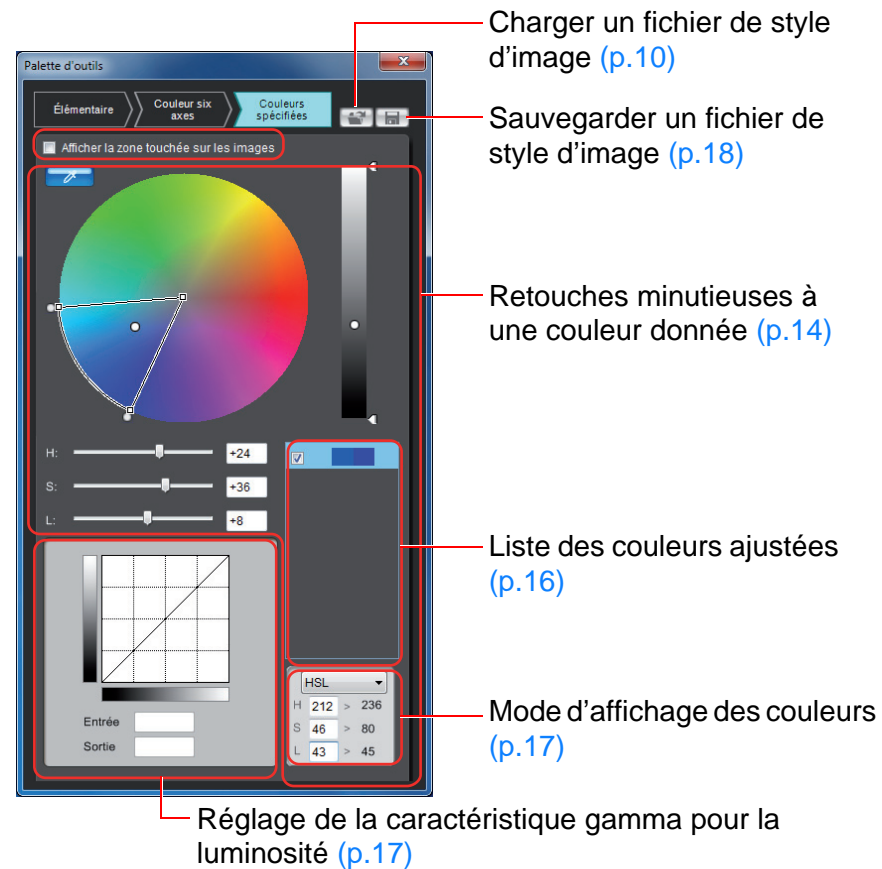 Charger un fichier de style
d'image (p.10)
Palette d'outils
Élémentaire
Couleur six
axes
Couleurs
spécifiées
Sauvegarder un fichier de
style d'image (p.18)
Afficher la zone touchée sur les images
Retouches minutieuses à
une couleur donnée (p.14)
H: +24
S: +36
L: +8
Liste des couleurs ajustées
(p.16)
HSL
H 212 > 236
S 46 > 80
L 43 > 45
Mode d'affichage des couleurs
(p.17)
Entrée
Sortie
Réglage de la caractéristique gamma pour la
luminosité (p.17)